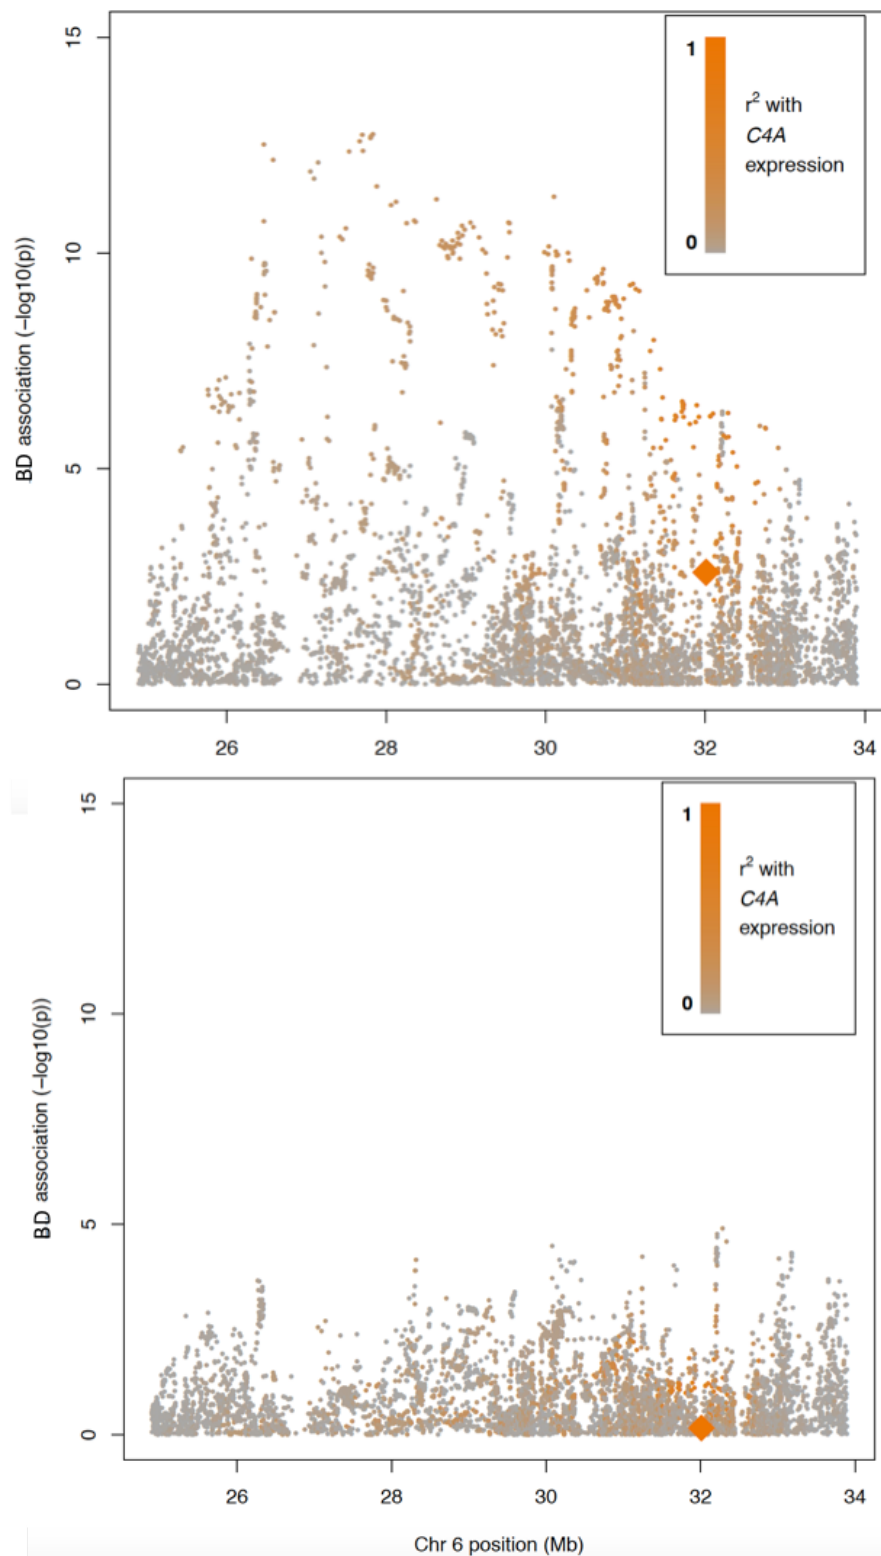 15
10
5
0
BD association (−log10(p))
1
0
r2 with
C4A
expression
26 28 30 32 34
15
10
5
0
BD association (−log10(p))
1
0
r2 with
C4A
expression
26 28 30 32 34
Chr 6 position (Mb)